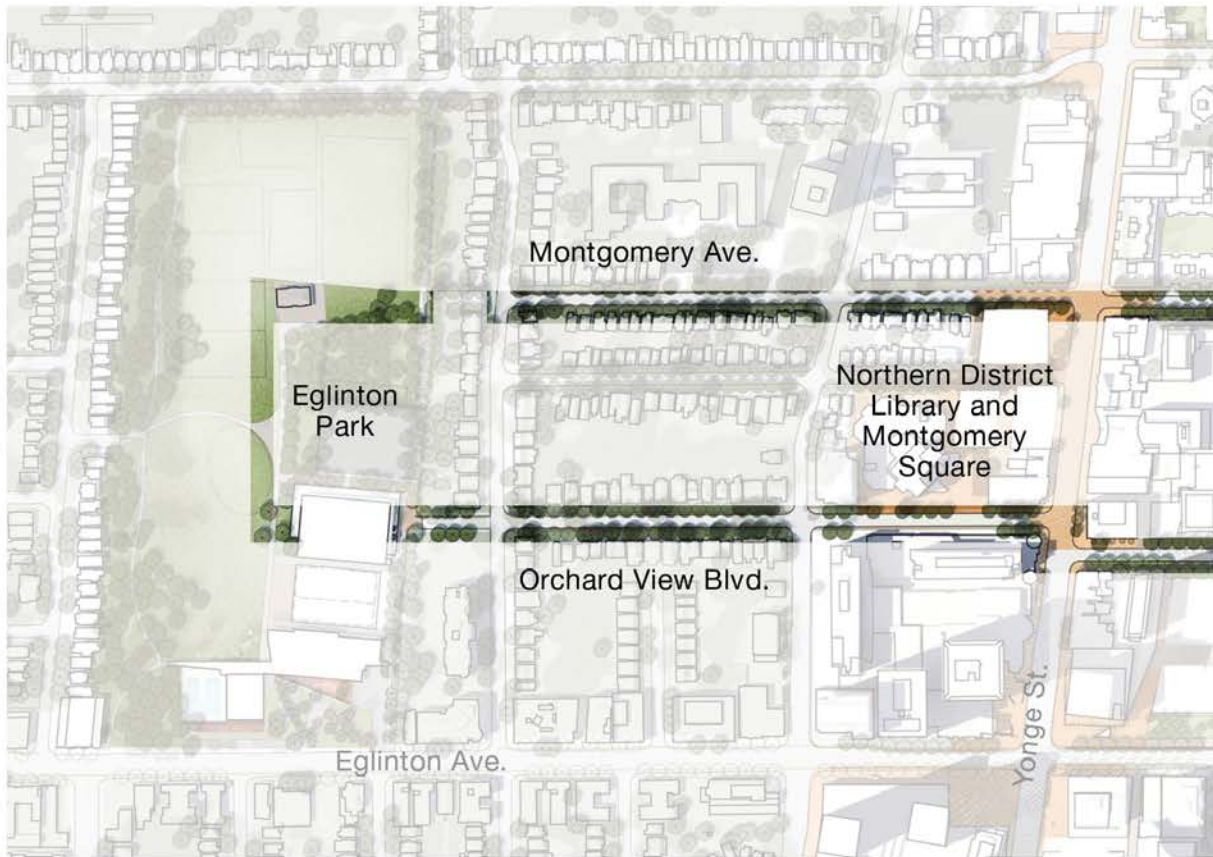 Montgomery Ave.
Eglinton
Park
Northern District
Library and
Montgomery
Square
Orchard View Blvd.
Yonge St.
Eglinton Ave.